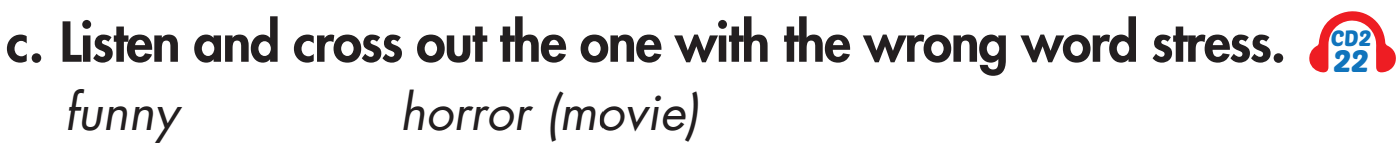 c. Listen and cross out the one with the wrong word stress. CD2 22
funny horror (movie)